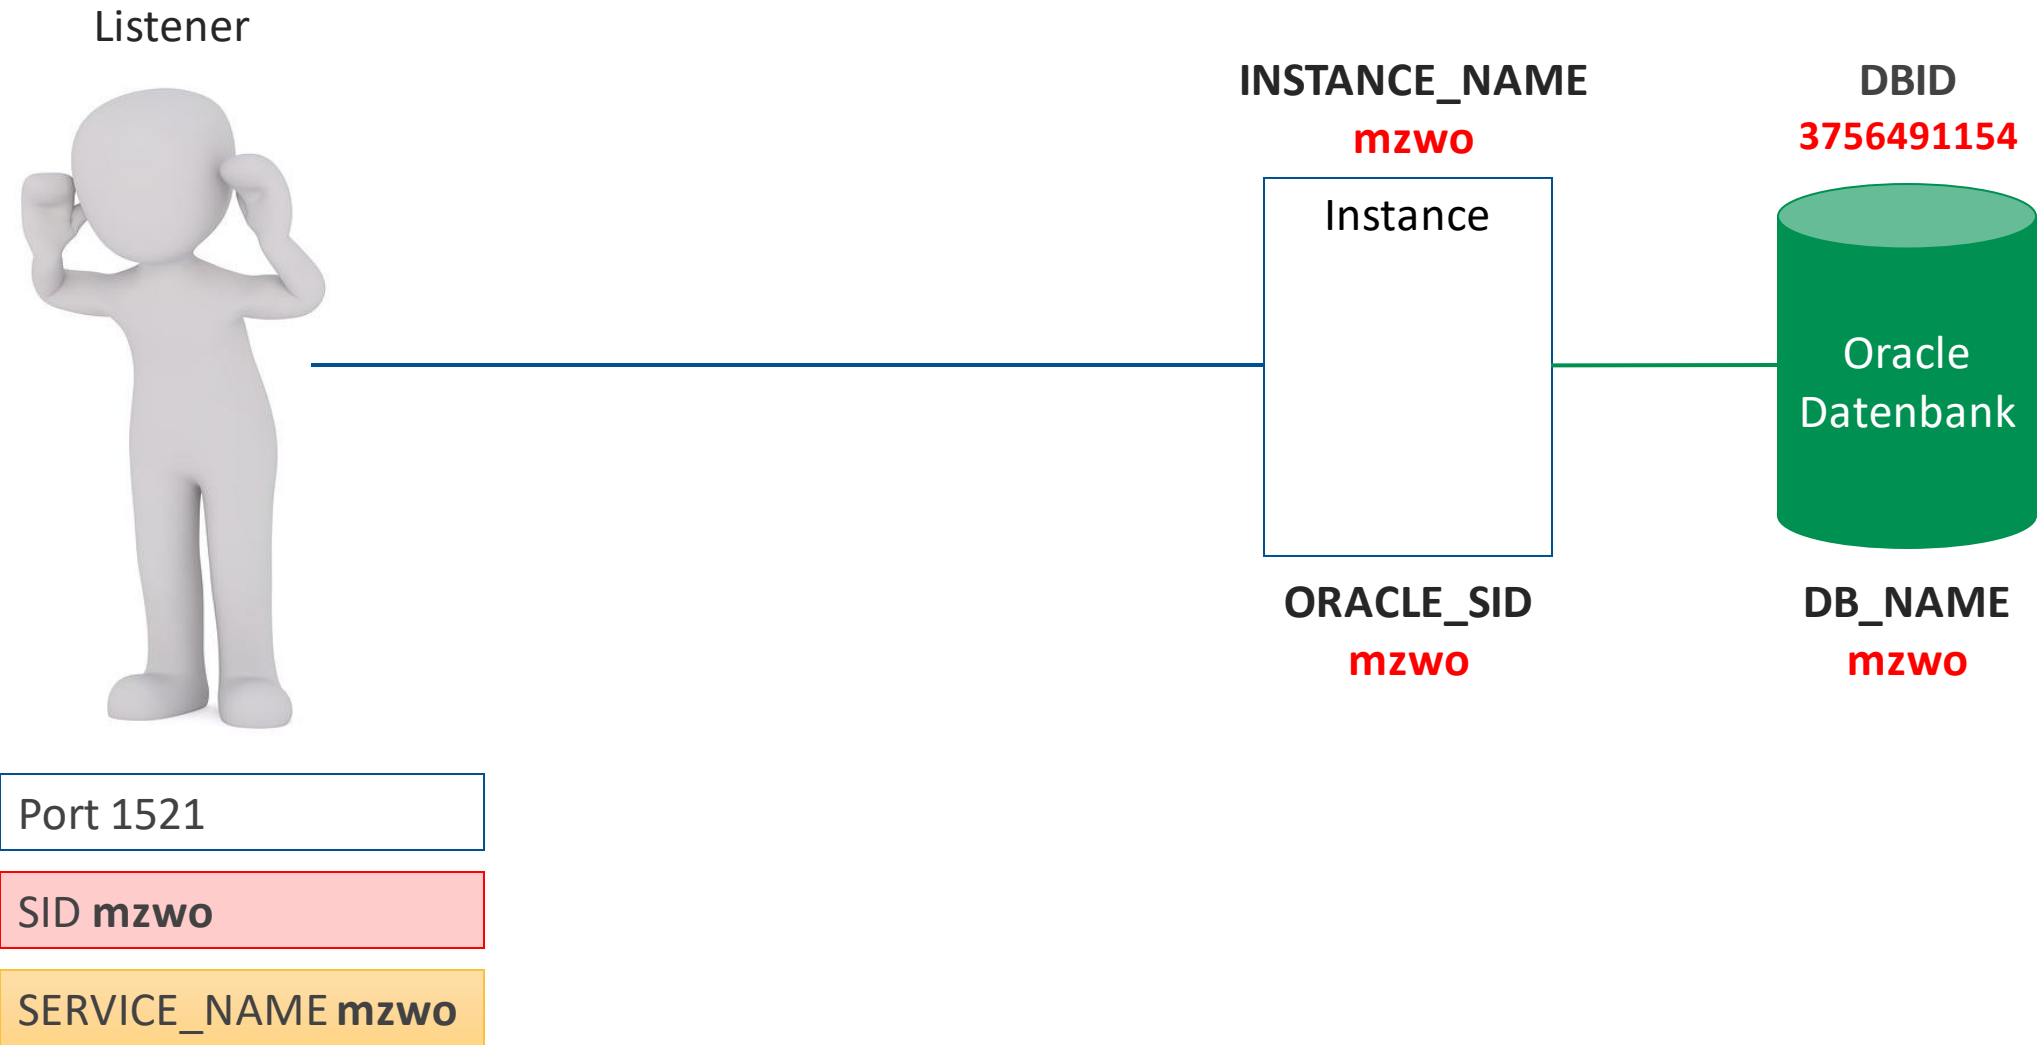 Listener
INSTANCE_NAME
mzwo
DBID
3756491154
Instance
Oracle
Datenbank
ORACLE_SID
mzwo
DB_NAME
mzwo
Port 1521
SID mzwo
SERVICE_NAME mzwo